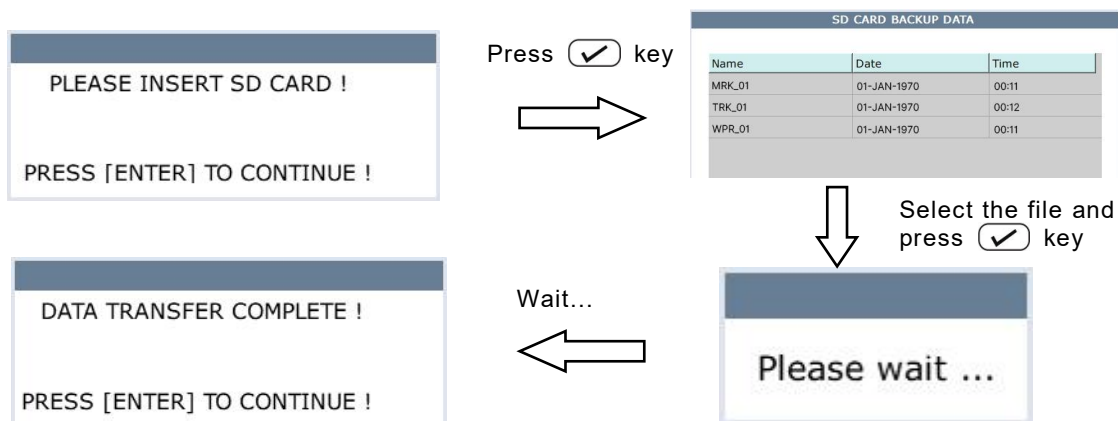 PLEASE INSERT SD CARD !
PRESS [ENTER] TO CONTINUE !
Press key
SD CARD BACKUP DATA
Name Date Time
MRK_01 01-JAN-1970 00:11
TRK_01 01-JAN-1970 00:12
WPR_01 01-JAN-1970 00:11
Select the file and
press key
Please wait ...
Wait...
DATA TRANSFER COMPLETE !
PRESS [ENTER] TO CONTINUE !